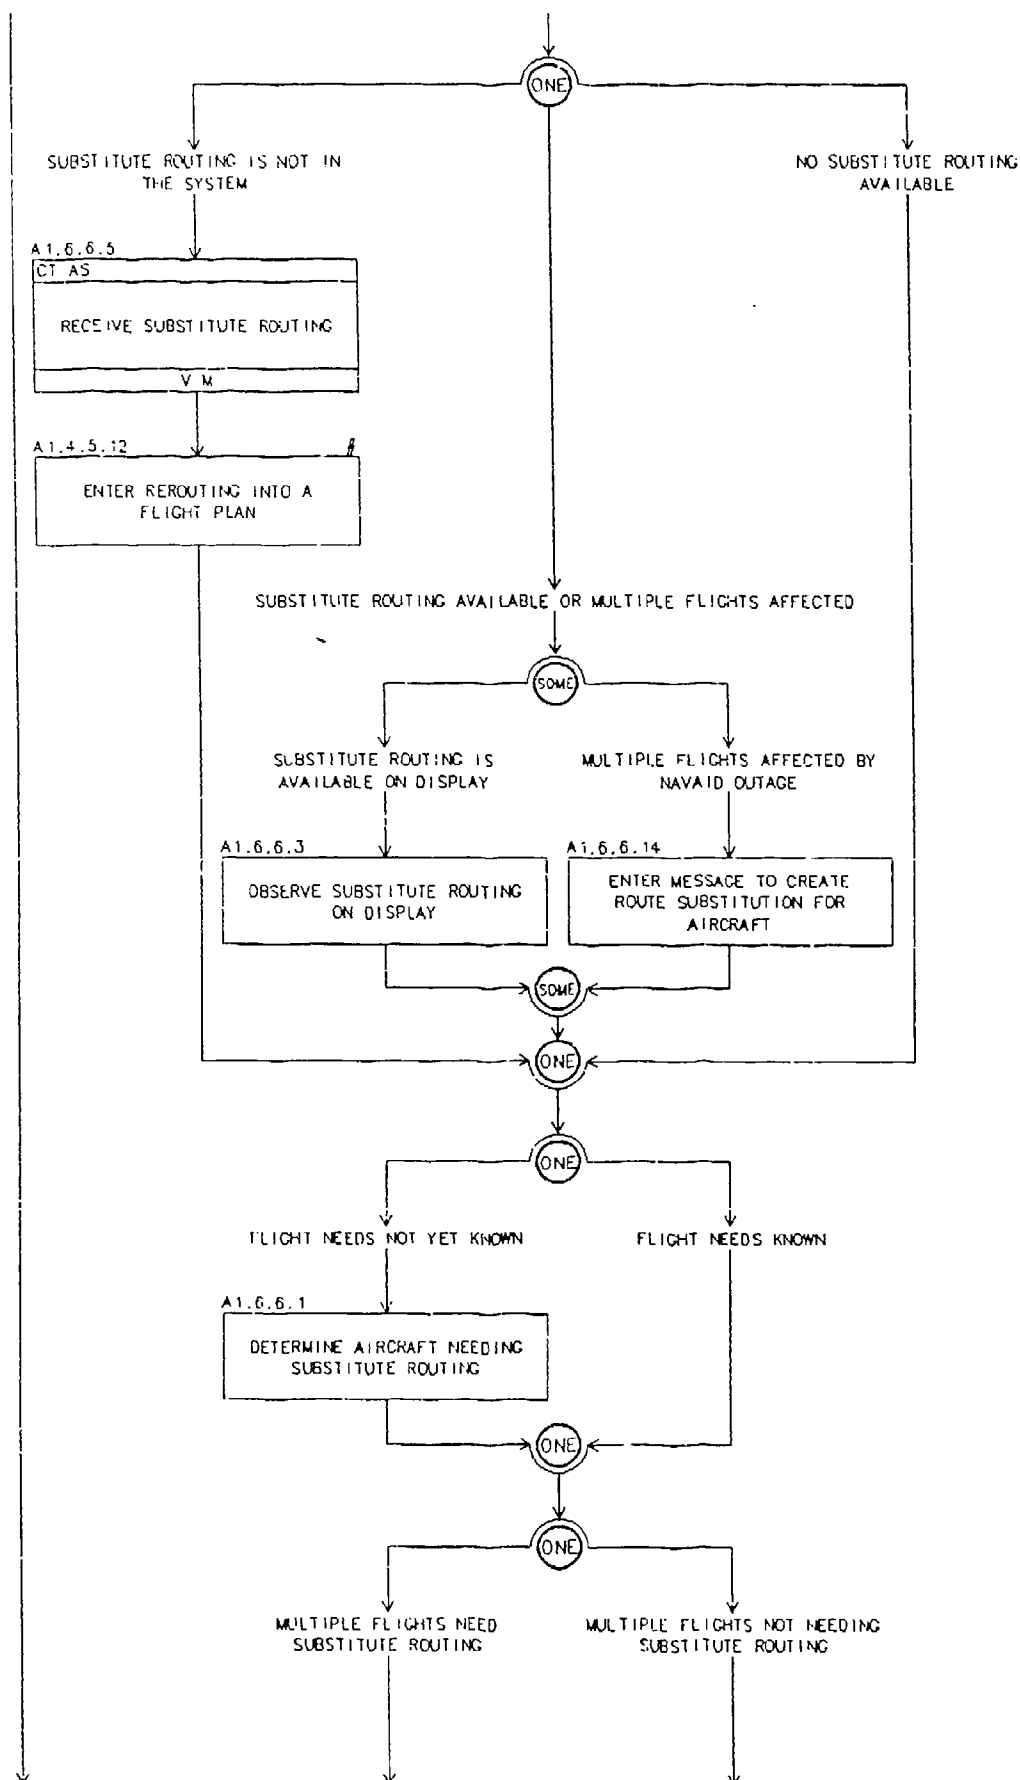 ONE
SUBSTITUTE ROUTING IS NOT IN
THE SYSTEM
NO SUBSTITUTE ROUTING
AVAILABLE
A1.6.6.5
CT AS
RECEIVE SUBSTITUTE ROUTING
V M
A1.4.5.12
ENTER REROUTING INTO A
FLIGHT PLAN
SUBSTITUTE ROUTING AVAILABLE OR MULTIPLE FLIGHTS AFFECTED
SOME
SUBSTITUTE ROUTING IS
AVAILABLE ON DISPLAY
MULTIPLE FLIGHTS AFFECTED BY
NAVAID OUTAGE
A1.6.6.3
OBSERVE SUBSTITUTE ROUTING
ON DISPLAY
A1.6.6.14
ENTER MESSAGE TO CREATE
ROUTE SUBSTITUTION FOR
AIRCRAFT
SOME
ONE
ONE
FLIGHT NEEDS NOT YET KNOWN
FLIGHT NEEDS KNOWN
A1.6.6.1
DETERMINE AIRCRAFT NEEDING
SUBSTITUTE ROUTING
ONE
ONE
MULTIPLE FLIGHTS NEED
SUBSTITUTE ROUTING
MULTIPLE FLIGHTS NOT NEEDING
SUBSTITUTE ROUTING